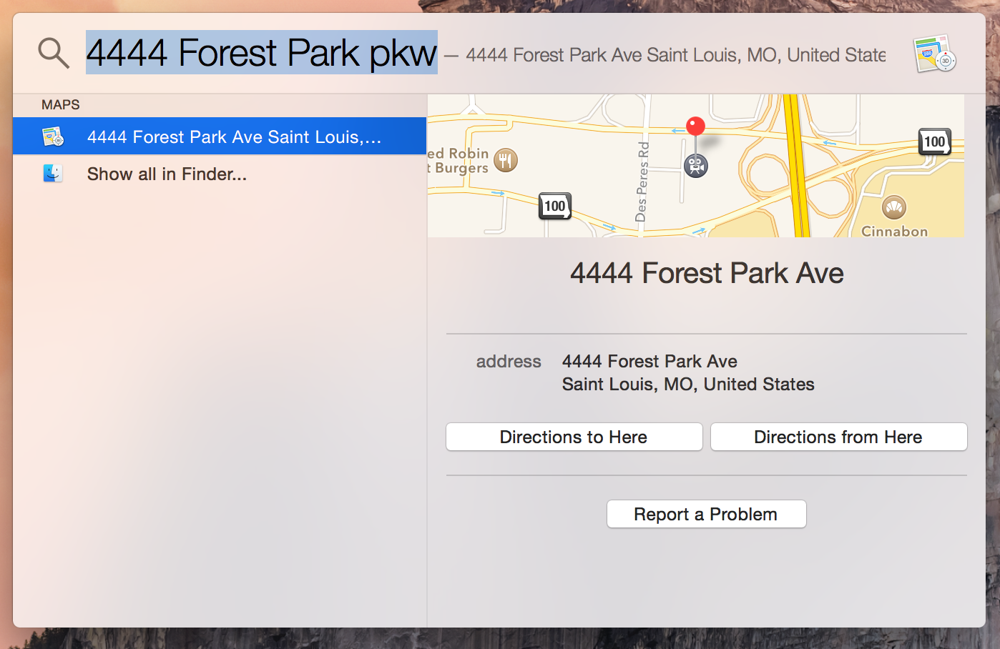 4444 Forest Park pkw — 4444 Forest Park Ave Saint Louis, MO, United State
MAPS
4444 Forest Park Ave Saint Louis,...
Show all in Finder...
ed Robin
t Burgers
100
Des Peres Rd
100
Cinnabon
4444 Forest Park Ave
address 4444 Forest Park Ave
Saint Louis, MO, United States
Directions to Here Directions from Here
Report a Problem